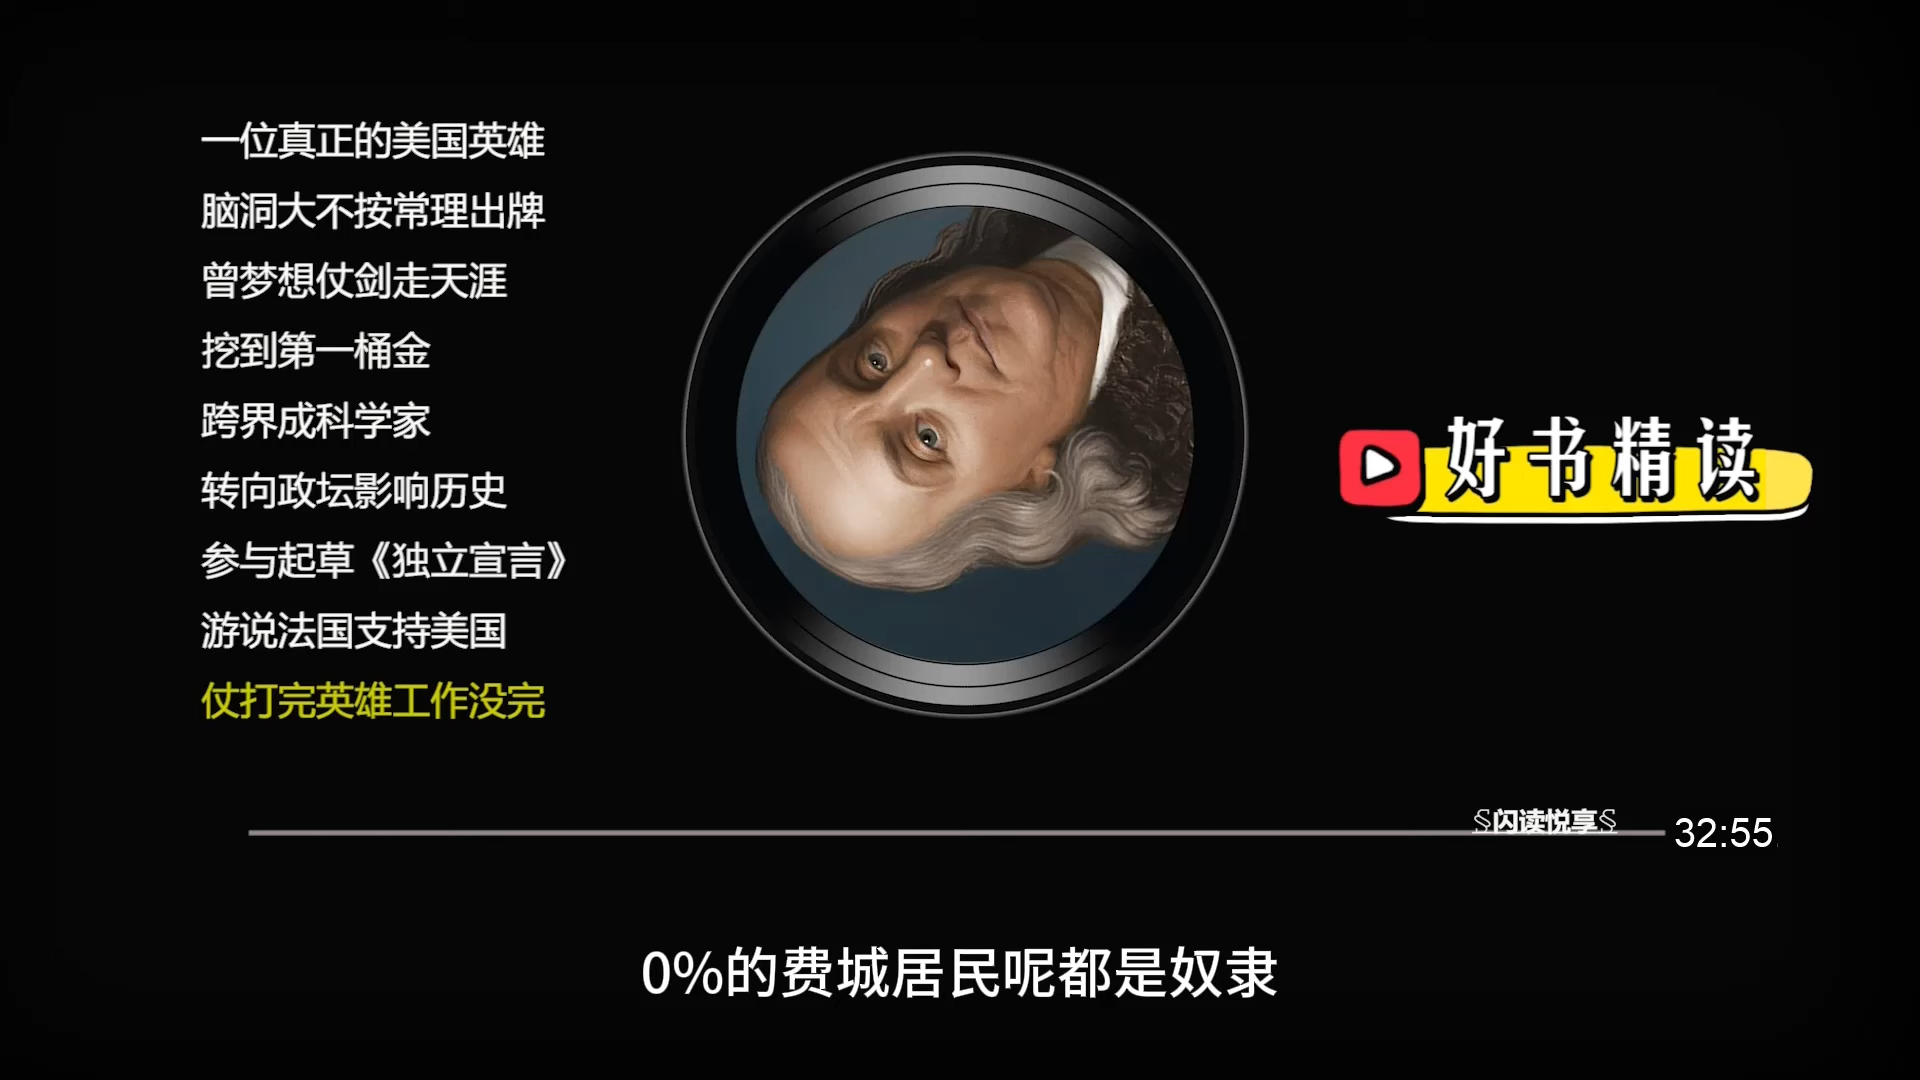 一位真正的美国英雄
脑洞大不按常理出牌
曾梦想仗剑走天涯
挖到第一桶金
跨界成科学家
转向政坛影响历史
参与起草《独立宣言》
游说法国支持美国
仗打完英雄工作没完
好书精读
§闪读悦享§
32:55
0%的费城居民呢都是奴隶